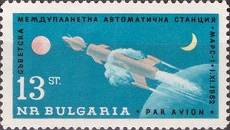 СЪВЕТСКА
МЕЖДУПЛАНЕТНА АВТОМАТИЧНА СТАНЦИЯ
"МАРС-1" 1.XI.1962
13 ST.
NR BULGARIA
• PAR AVION •